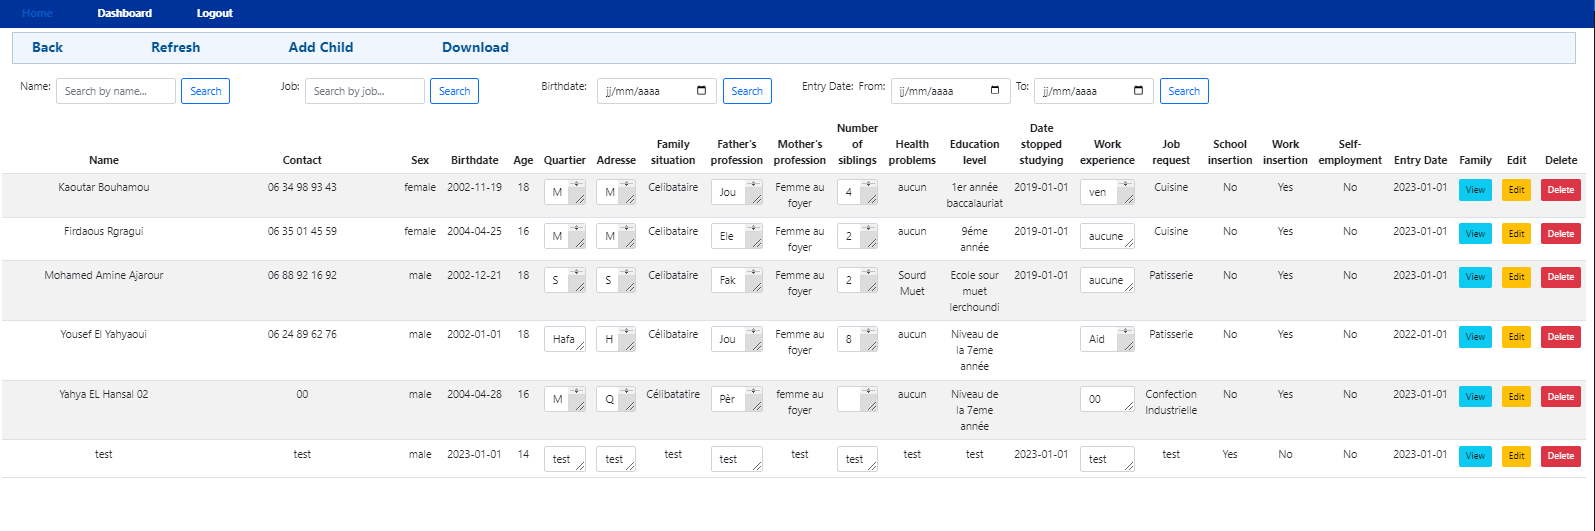 Home Dashboard Logout
Back Refresh Add Child Download
Name: Search by name... Search Job: Search by job... Search Birthdate: jj/mm/aaaa Search Entry Date: From: jj/mm/aaaa To: jj/mm/aaaa Search
Name Contact Sex Birthdate Age Quartier Adresse Family situation Father's profession Mother's profession Number of siblings Health problems Education level Date stopped studying Work experience Job request School insertion Work insertion Self-employment Entry Date Family Edit Delete
Kaoutar Bouhamou 06 34 98 93 43 female 2002-11-19 18 M M Celibataire Jou Femme au foyer 4 aucun 1er année baccalauriat 2019-01-01 ven Cuisine No Yes No 2023-01-01 View Edit Delete
Firdaous Rgragui 06 35 01 45 59 female 2004-04-25 16 M M Celibataire Ele Femme au foyer 2 aucun 9éme année 2019-01-01 aucune Cuisine No Yes No 2023-01-01 View Edit Delete
Mohamed Amine Ajarour 06 88 92 16 92 male 2002-12-21 18 S S Celibataire Fak Femme au foyer 2 Sourd Muet Ecole sour muet lerchoundi 2019-01-01 aucune Patisserie No Yes No 2023-01-01 View Edit Delete
Yousef El Yahyaoui 06 24 89 62 76 male 2002-01-01 18 Hafa H Célibataire Jou Femme au foyer 8 aucun Niveau de la 7eme année Aid Patisserie No Yes No 2022-01-01 View Edit Delete
Yahya EL Hansal 02 00 male 2004-04-28 16 M Q Célibatatire Pèr femme au foyer aucun Niveau de la 7eme année 00 Confection Industrielle No Yes No 2023-01-01 View Edit Delete
test test male 2023-01-01 14 test test test test test test test test 2023-01-01 test test Yes No No 2023-01-01 View Edit Delete